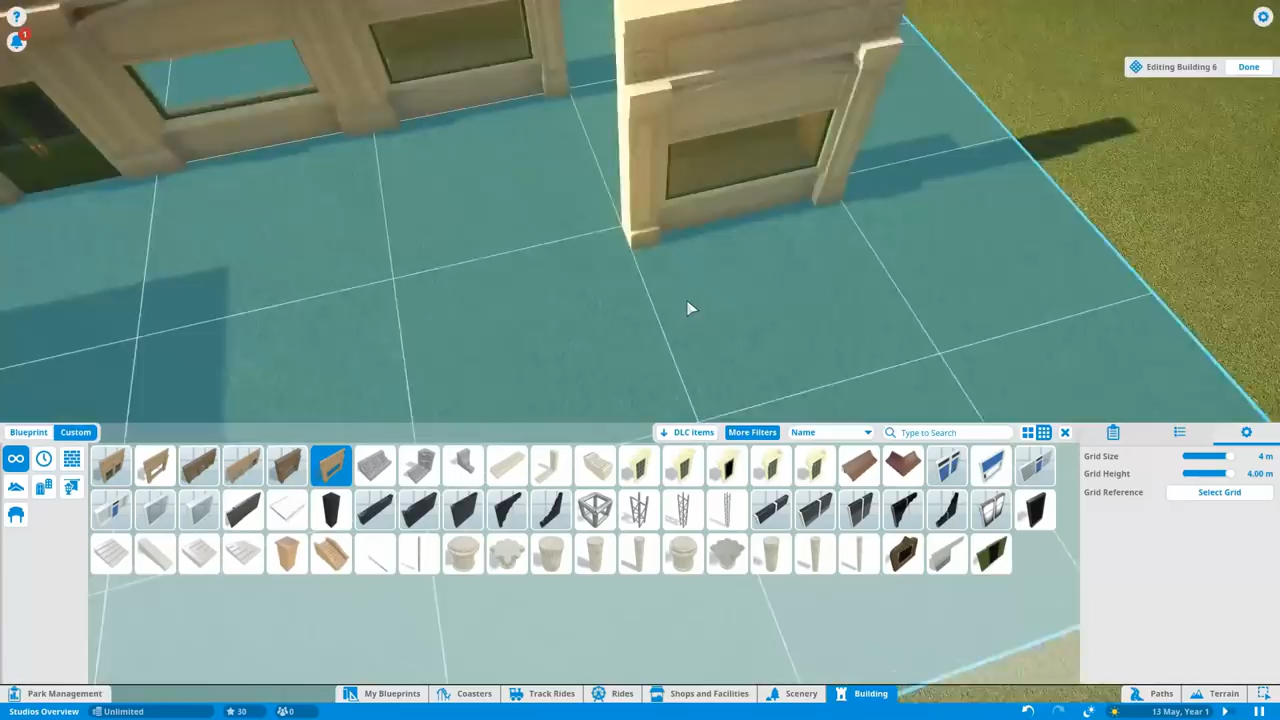 ?
1
Editing Building 6 Done
Blueprint Custom
DLC items More Filters Name Type to Search
Grid Size 4 m
Grid Height 4.00 m
Grid Reference Select Grid
Park Management My Blueprints Coasters Track Rides Rides Shops and Facilities Scenery Building Paths Terrain
Studios Overview Unlimited 30 0 13 May, Year 1